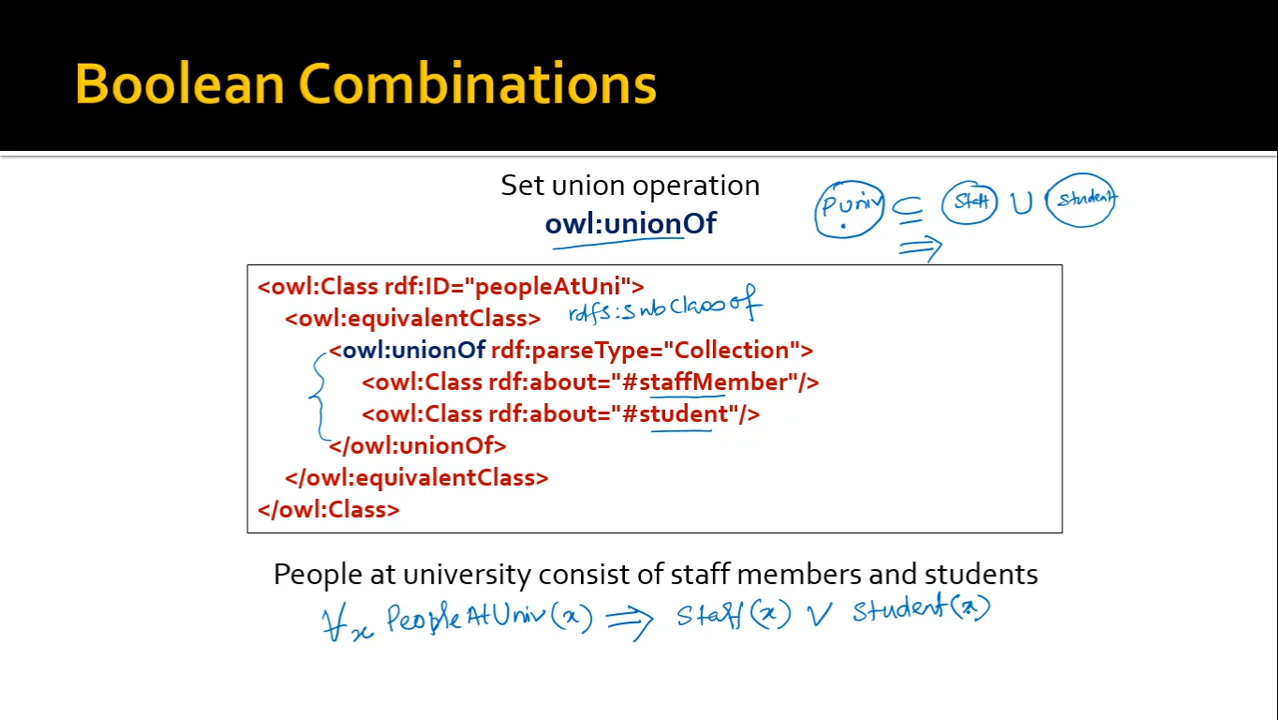 Boolean Combinations
Set union operation
owl:unionOf
PUniv ⊆ Staff ∪ Student
⇒
<owl:Class rdf:ID="peopleAtUni">
<owl:equivalentClass> rdfs:subClassOf
<owl:unionOf rdf:parseType="Collection">
<owl:Class rdf:about="#staffMember"/>
<owl:Class rdf:about="#student"/>
</owl:unionOf>
</owl:equivalentClass>
</owl:Class>
People at university consist of staff members and students
∀x PeopleAtUniv(x) ⇒ Staff(x) ∨ Student(x)